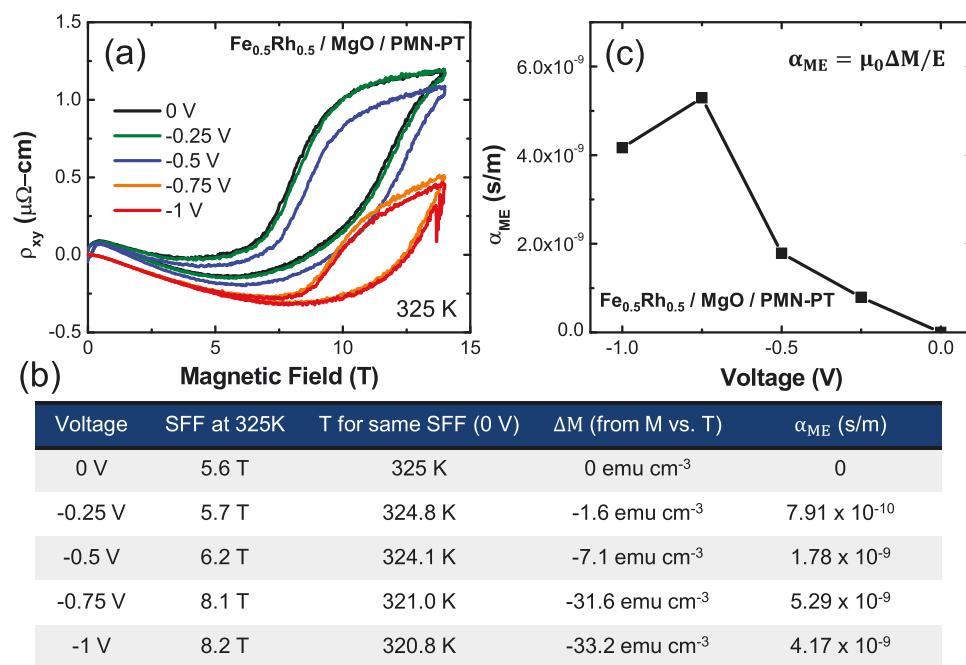 (a)
Fe0.5Rh0.5 / MgO / PMN-PT
0 V
-0.25 V
-0.5 V
-0.75 V
-1 V
325 K
1.5
1.0
0.5
0.0
-0.5
ρxy (μΩ–cm)
0
5
10
15
Magnetic Field (T)
(c)
αME = μ0ΔM/E
6.0x10-9
4.0x10-9
2.0x10-9
0.0
αME (s/m)
Fe0.5Rh0.5 / MgO / PMN-PT
-1.0
-0.5
0.0
Voltage (V)
(b)
Voltage SFF at 325K T for same SFF (0 V) ΔM (from M vs. T) αME (s/m)
0 V 5.6 T 325 K 0 emu cm-3 0
-0.25 V 5.7 T 324.8 K -1.6 emu cm-3 7.91 x 10-10
-0.5 V 6.2 T 324.1 K -7.1 emu cm-3 1.78 x 10-9
-0.75 V 8.1 T 321.0 K -31.6 emu cm-3 5.29 x 10-9
-1 V 8.2 T 320.8 K -33.2 emu cm-3 4.17 x 10-9